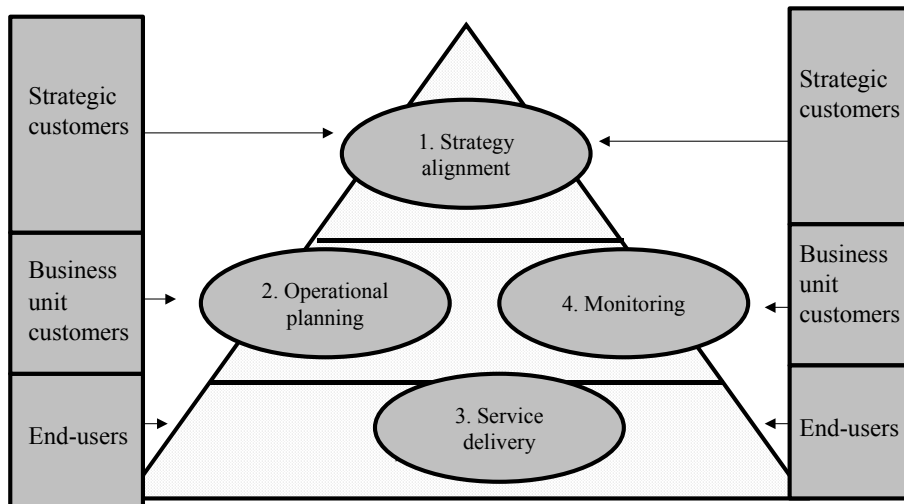 Strategic
customers
1. Strategy
alignment
Strategic
customers
Business
unit
customers
2. Operational
planning
4. Monitoring
Business
unit
customers
End-users
3. Service
delivery
End-users